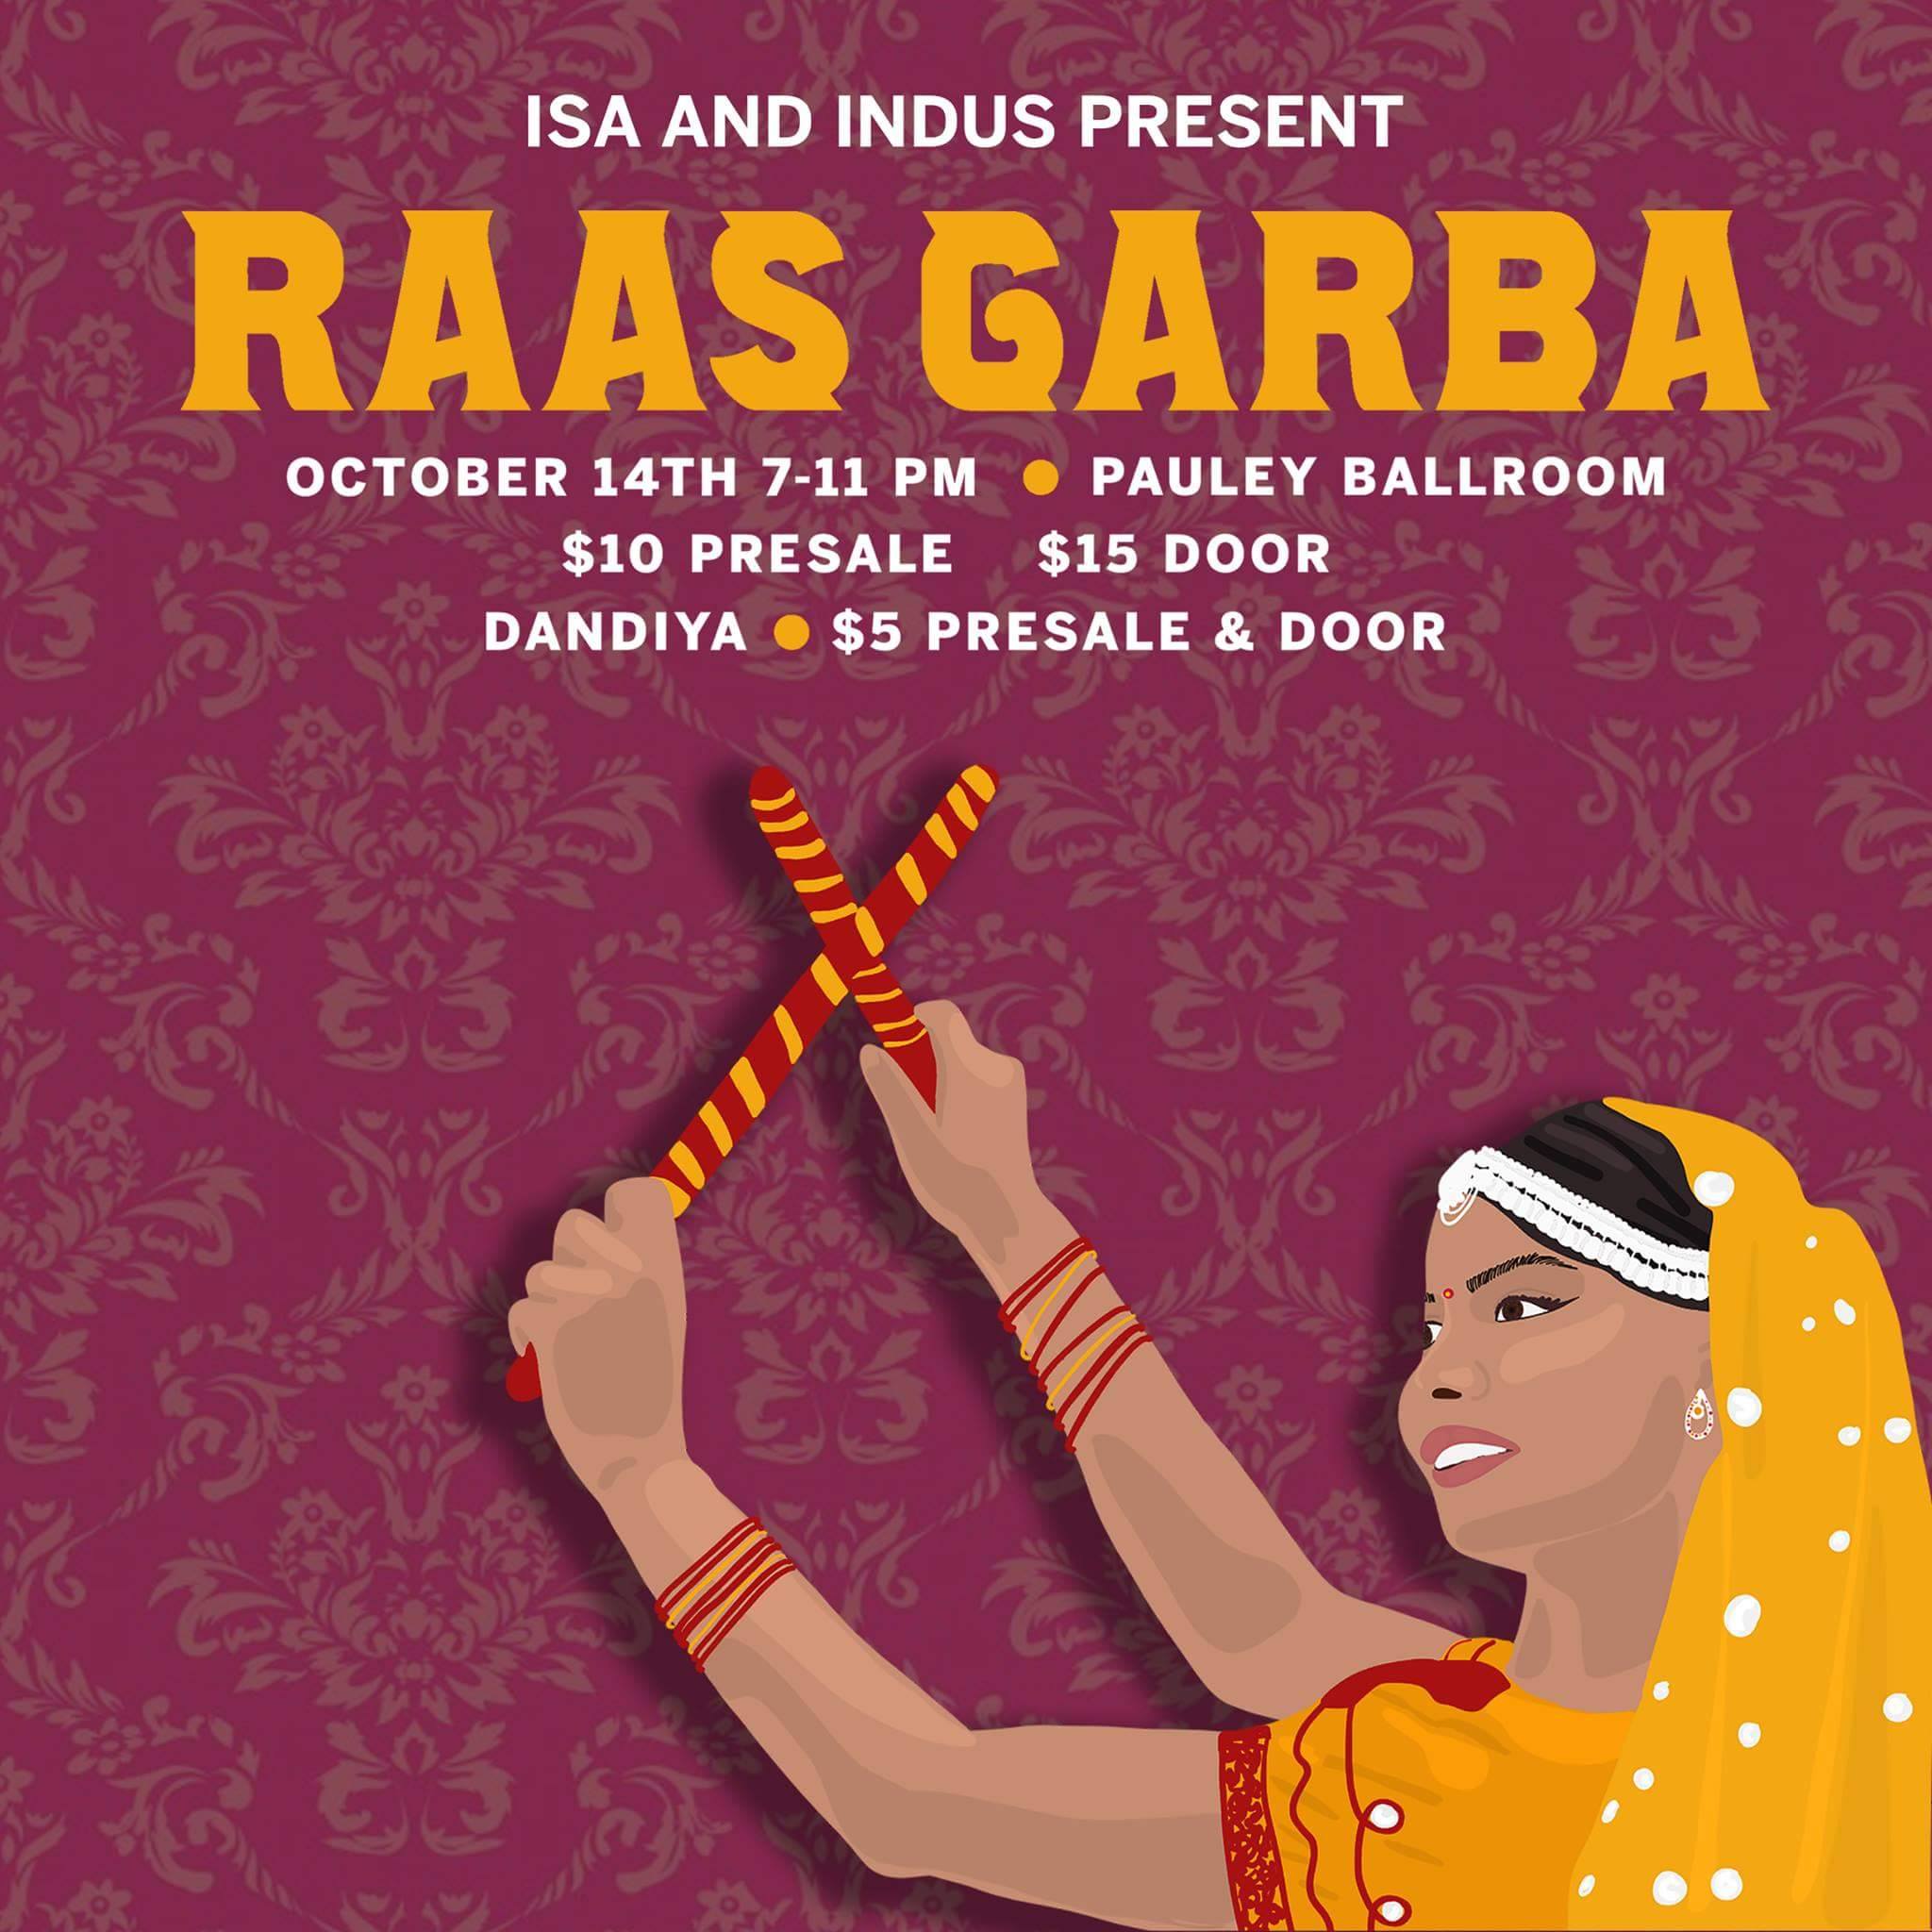 ISA AND INDUS PRESENT
RAAS GARBA
OCTOBER 14TH 7-11 PM • PAULEY BALLROOM
$10 PRESALE $15 DOOR
DANDIYA • $5 PRESALE & DOOR